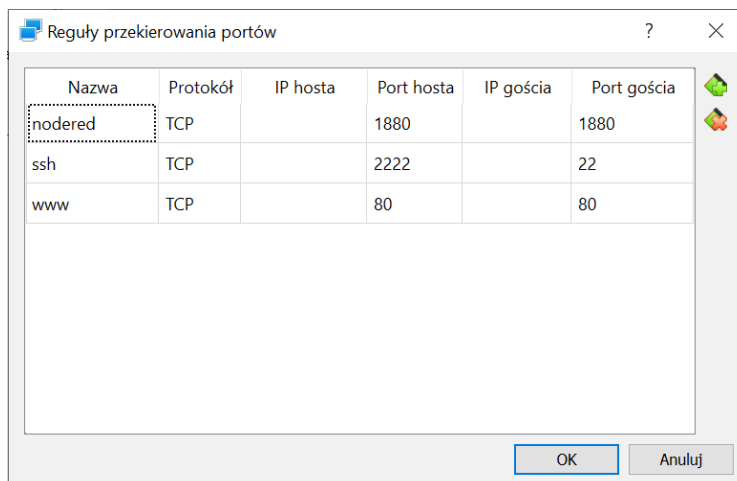 Reguły przekierowania portów ?
Nazwa Protokół IP hosta Port hosta IP gościa Port gościa
nodered TCP 1880 1880
ssh TCP 2222 22
www TCP 80 80
OK Anuluj